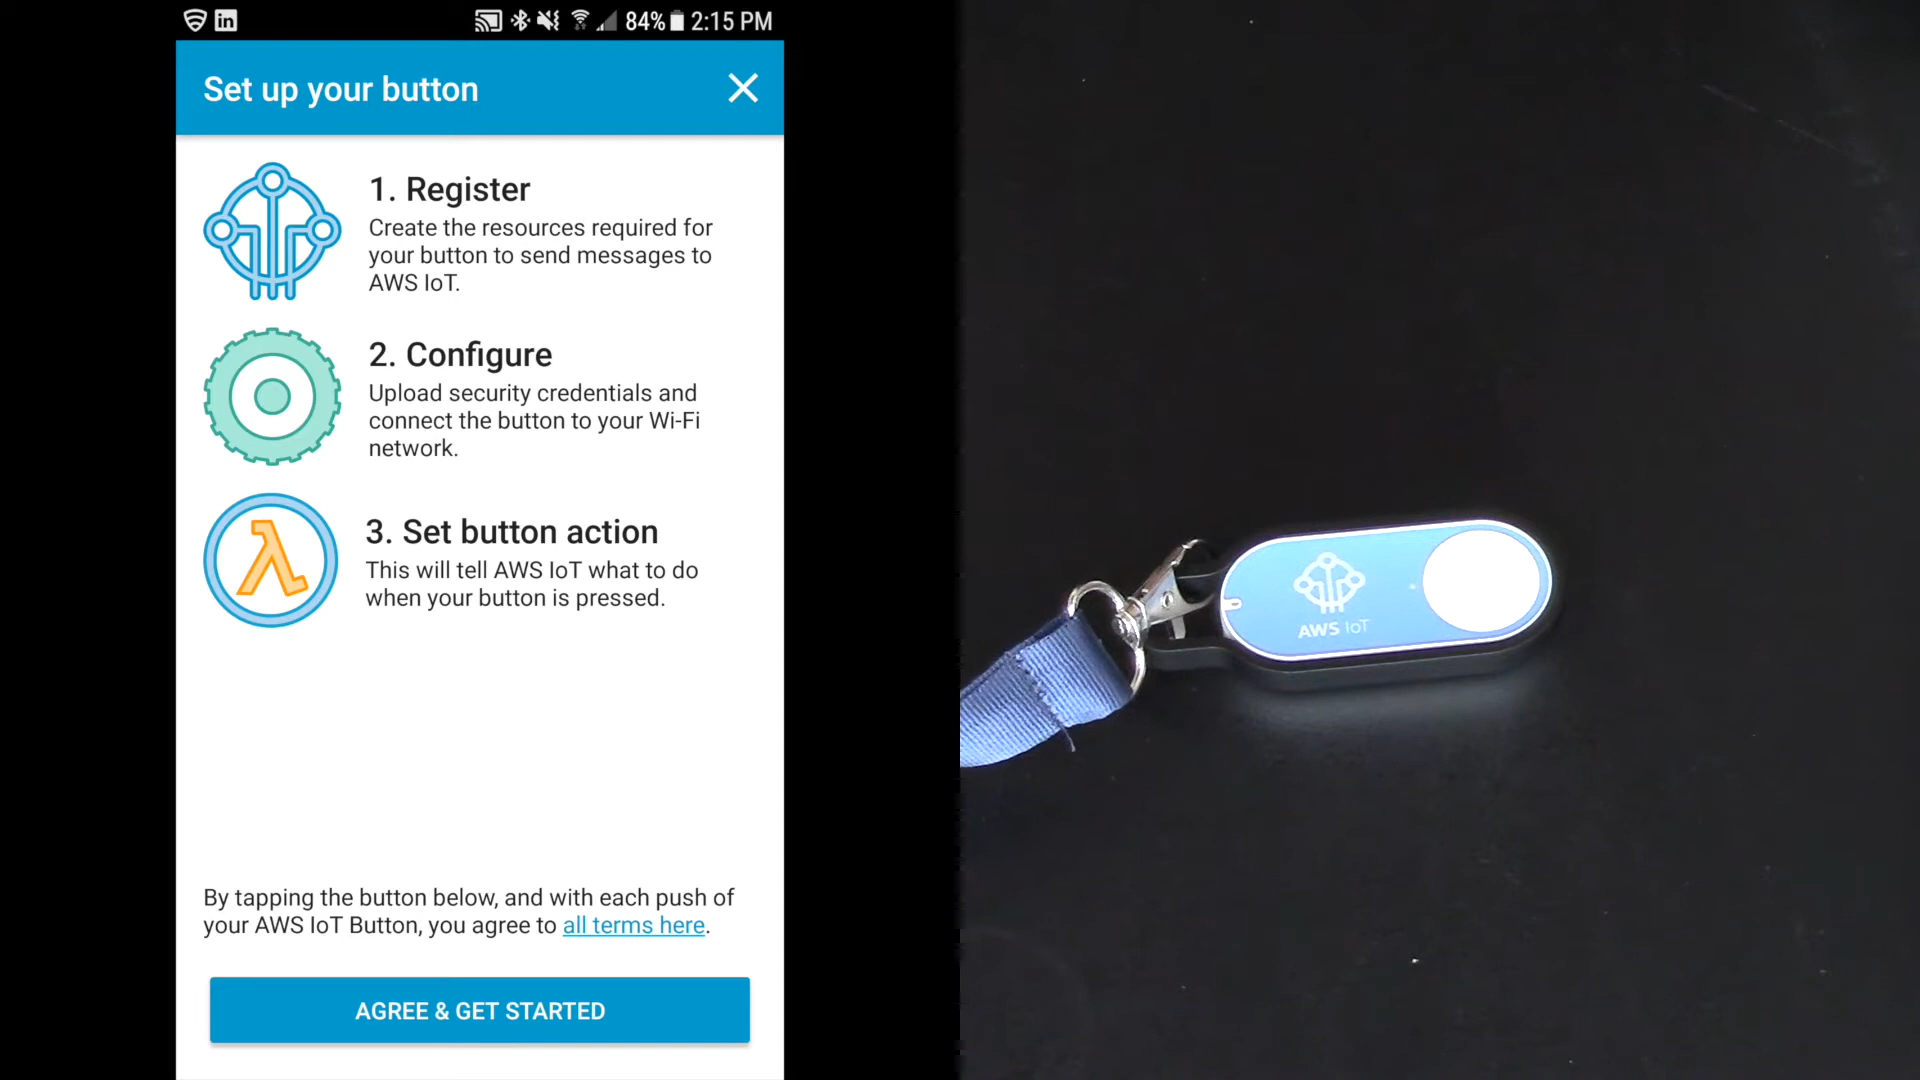 in
84% 2:15 PM
Set up your button
1. Register
Create the resources required for
your button to send messages to
AWS IoT.
2. Configure
Upload security credentials and
connect the button to your Wi-Fi
network.
3. Set button action
This will tell AWS IoT what to do
when your button is pressed.
By tapping the button below, and with each push of
your AWS IoT Button, you agree to all terms here.
AGREE & GET STARTED
AWS IoT